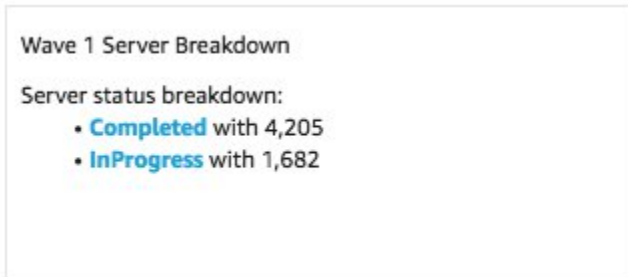 Wave 1 Server Breakdown
Server status breakdown:
• Completed with 4,205
• InProgress with 1,682